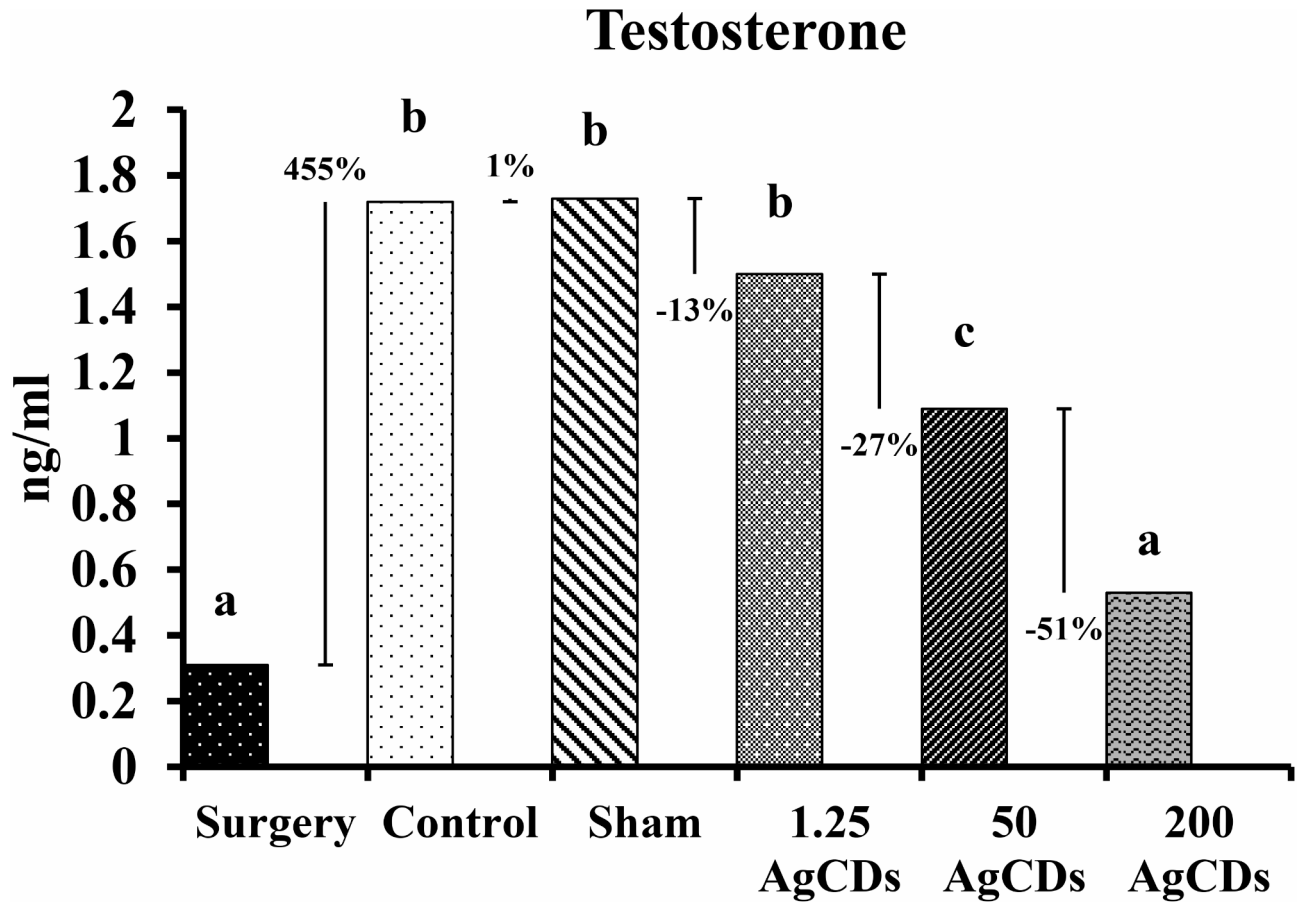 Testosterone
ng/ml
2
1.8
1.6
1.4
1.2
1
0.8
0.6
0.4
0.2
0
a
455%
b
1%
b
-13%
b
-27%
c
-51%
a
Surgery
Control
Sham
1.25
AgCDs
50
AgCDs
200
AgCDs